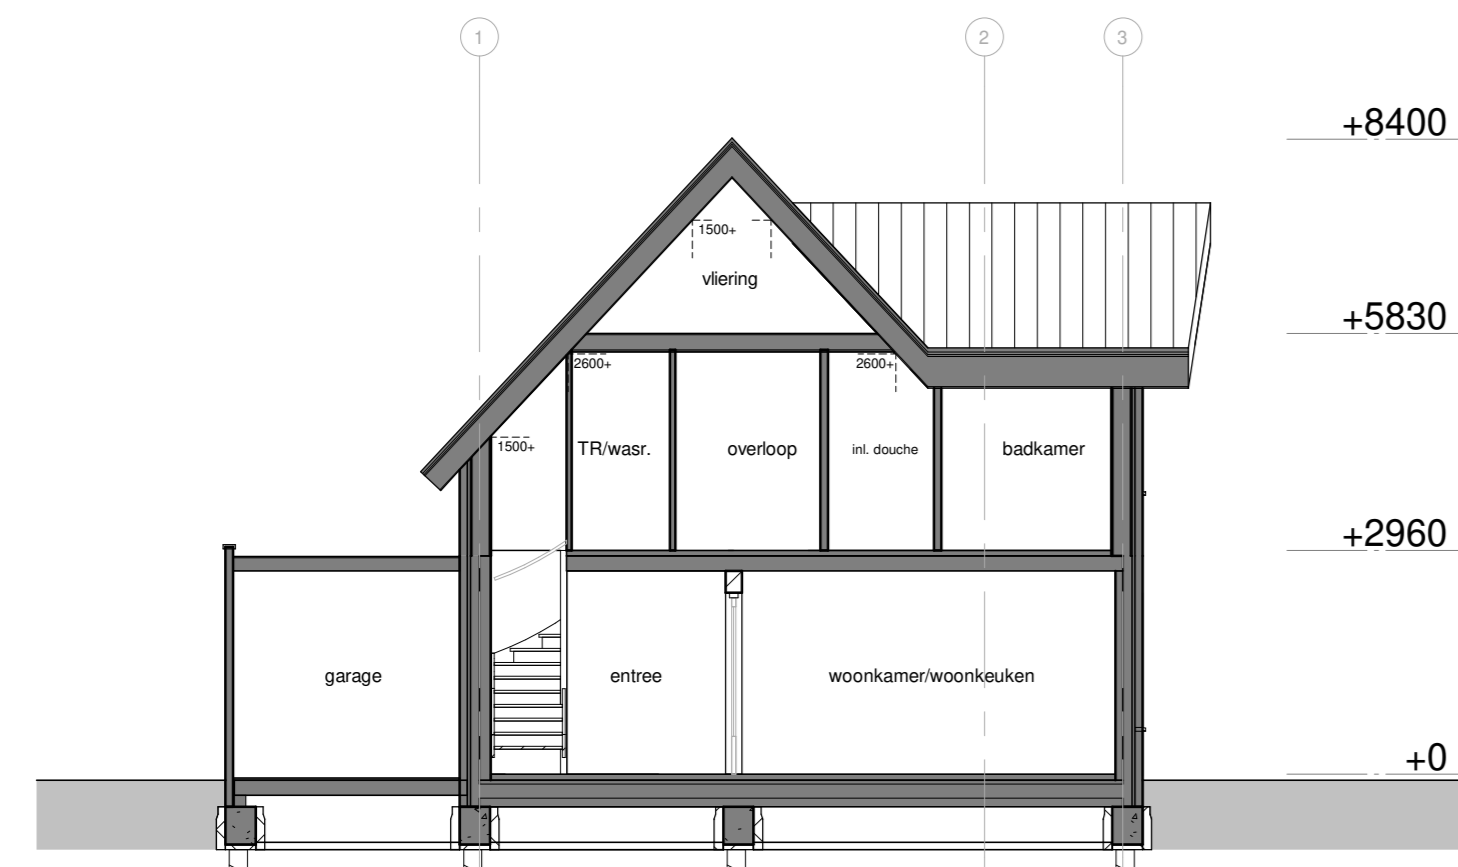 1
2
3
+8400
1500+
vliering
+5830
2600+
2600+
1500+
TR/wasr.
overloop
inl. douche
badkamer
+2960
garage
entree
woonkamer/woonkeuken
+0